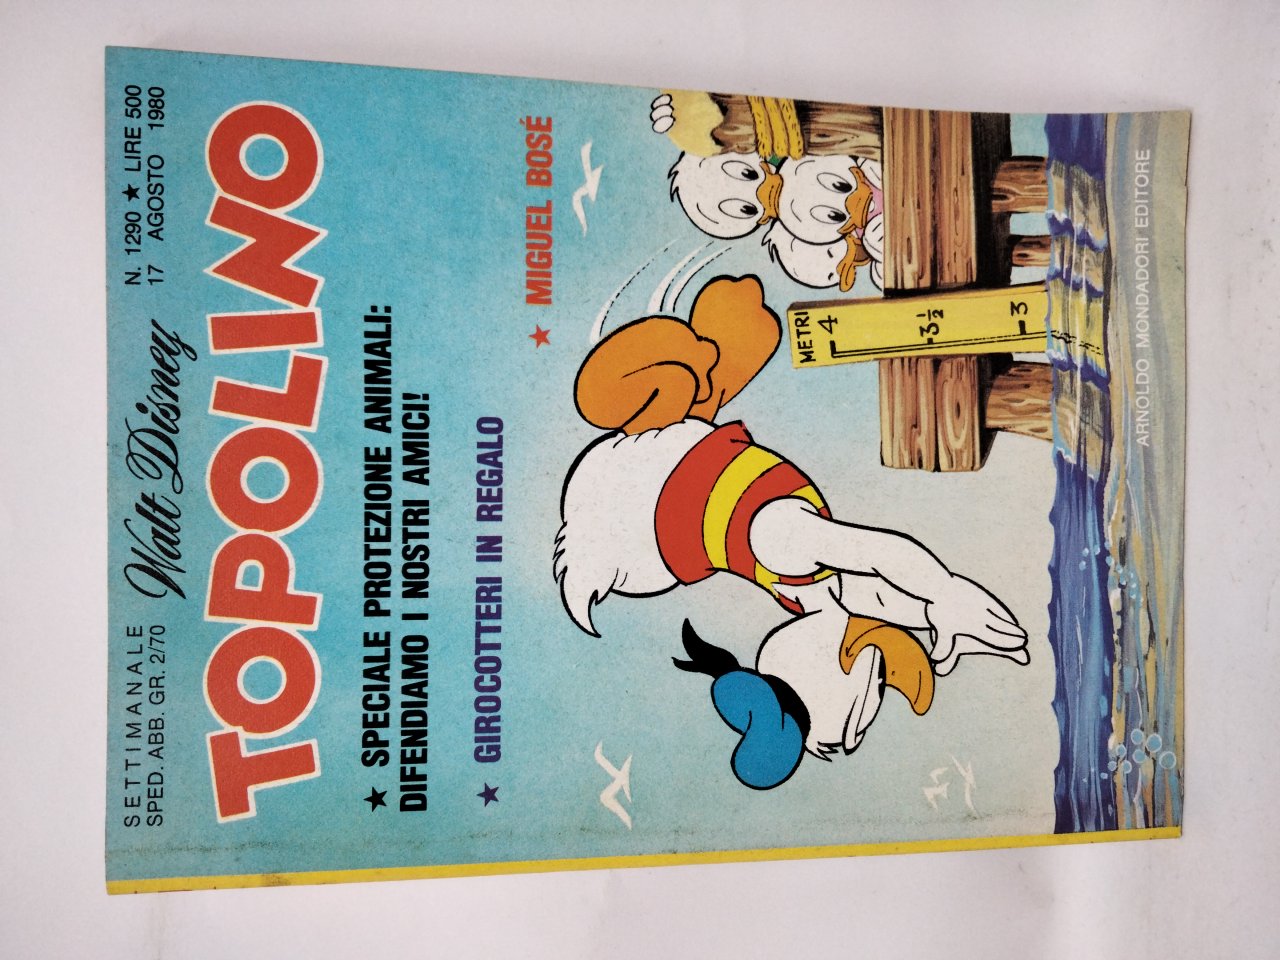 SETTIMANALE
SPED. ABB. GR. 2/70
Walt Disney
N. 1290 ★ LIRE 500
17 AGOSTO 1980
TOPOLINO
★ SPECIALE PROTEZIONE ANIMALI:
DIFENDIAMO I NOSTRI AMICI!
★ GIROCOTTERI IN REGALO
★ MIGUEL BOSÉ
METRI
4
3½
3
ARNOLDO MONDADORI EDITORE